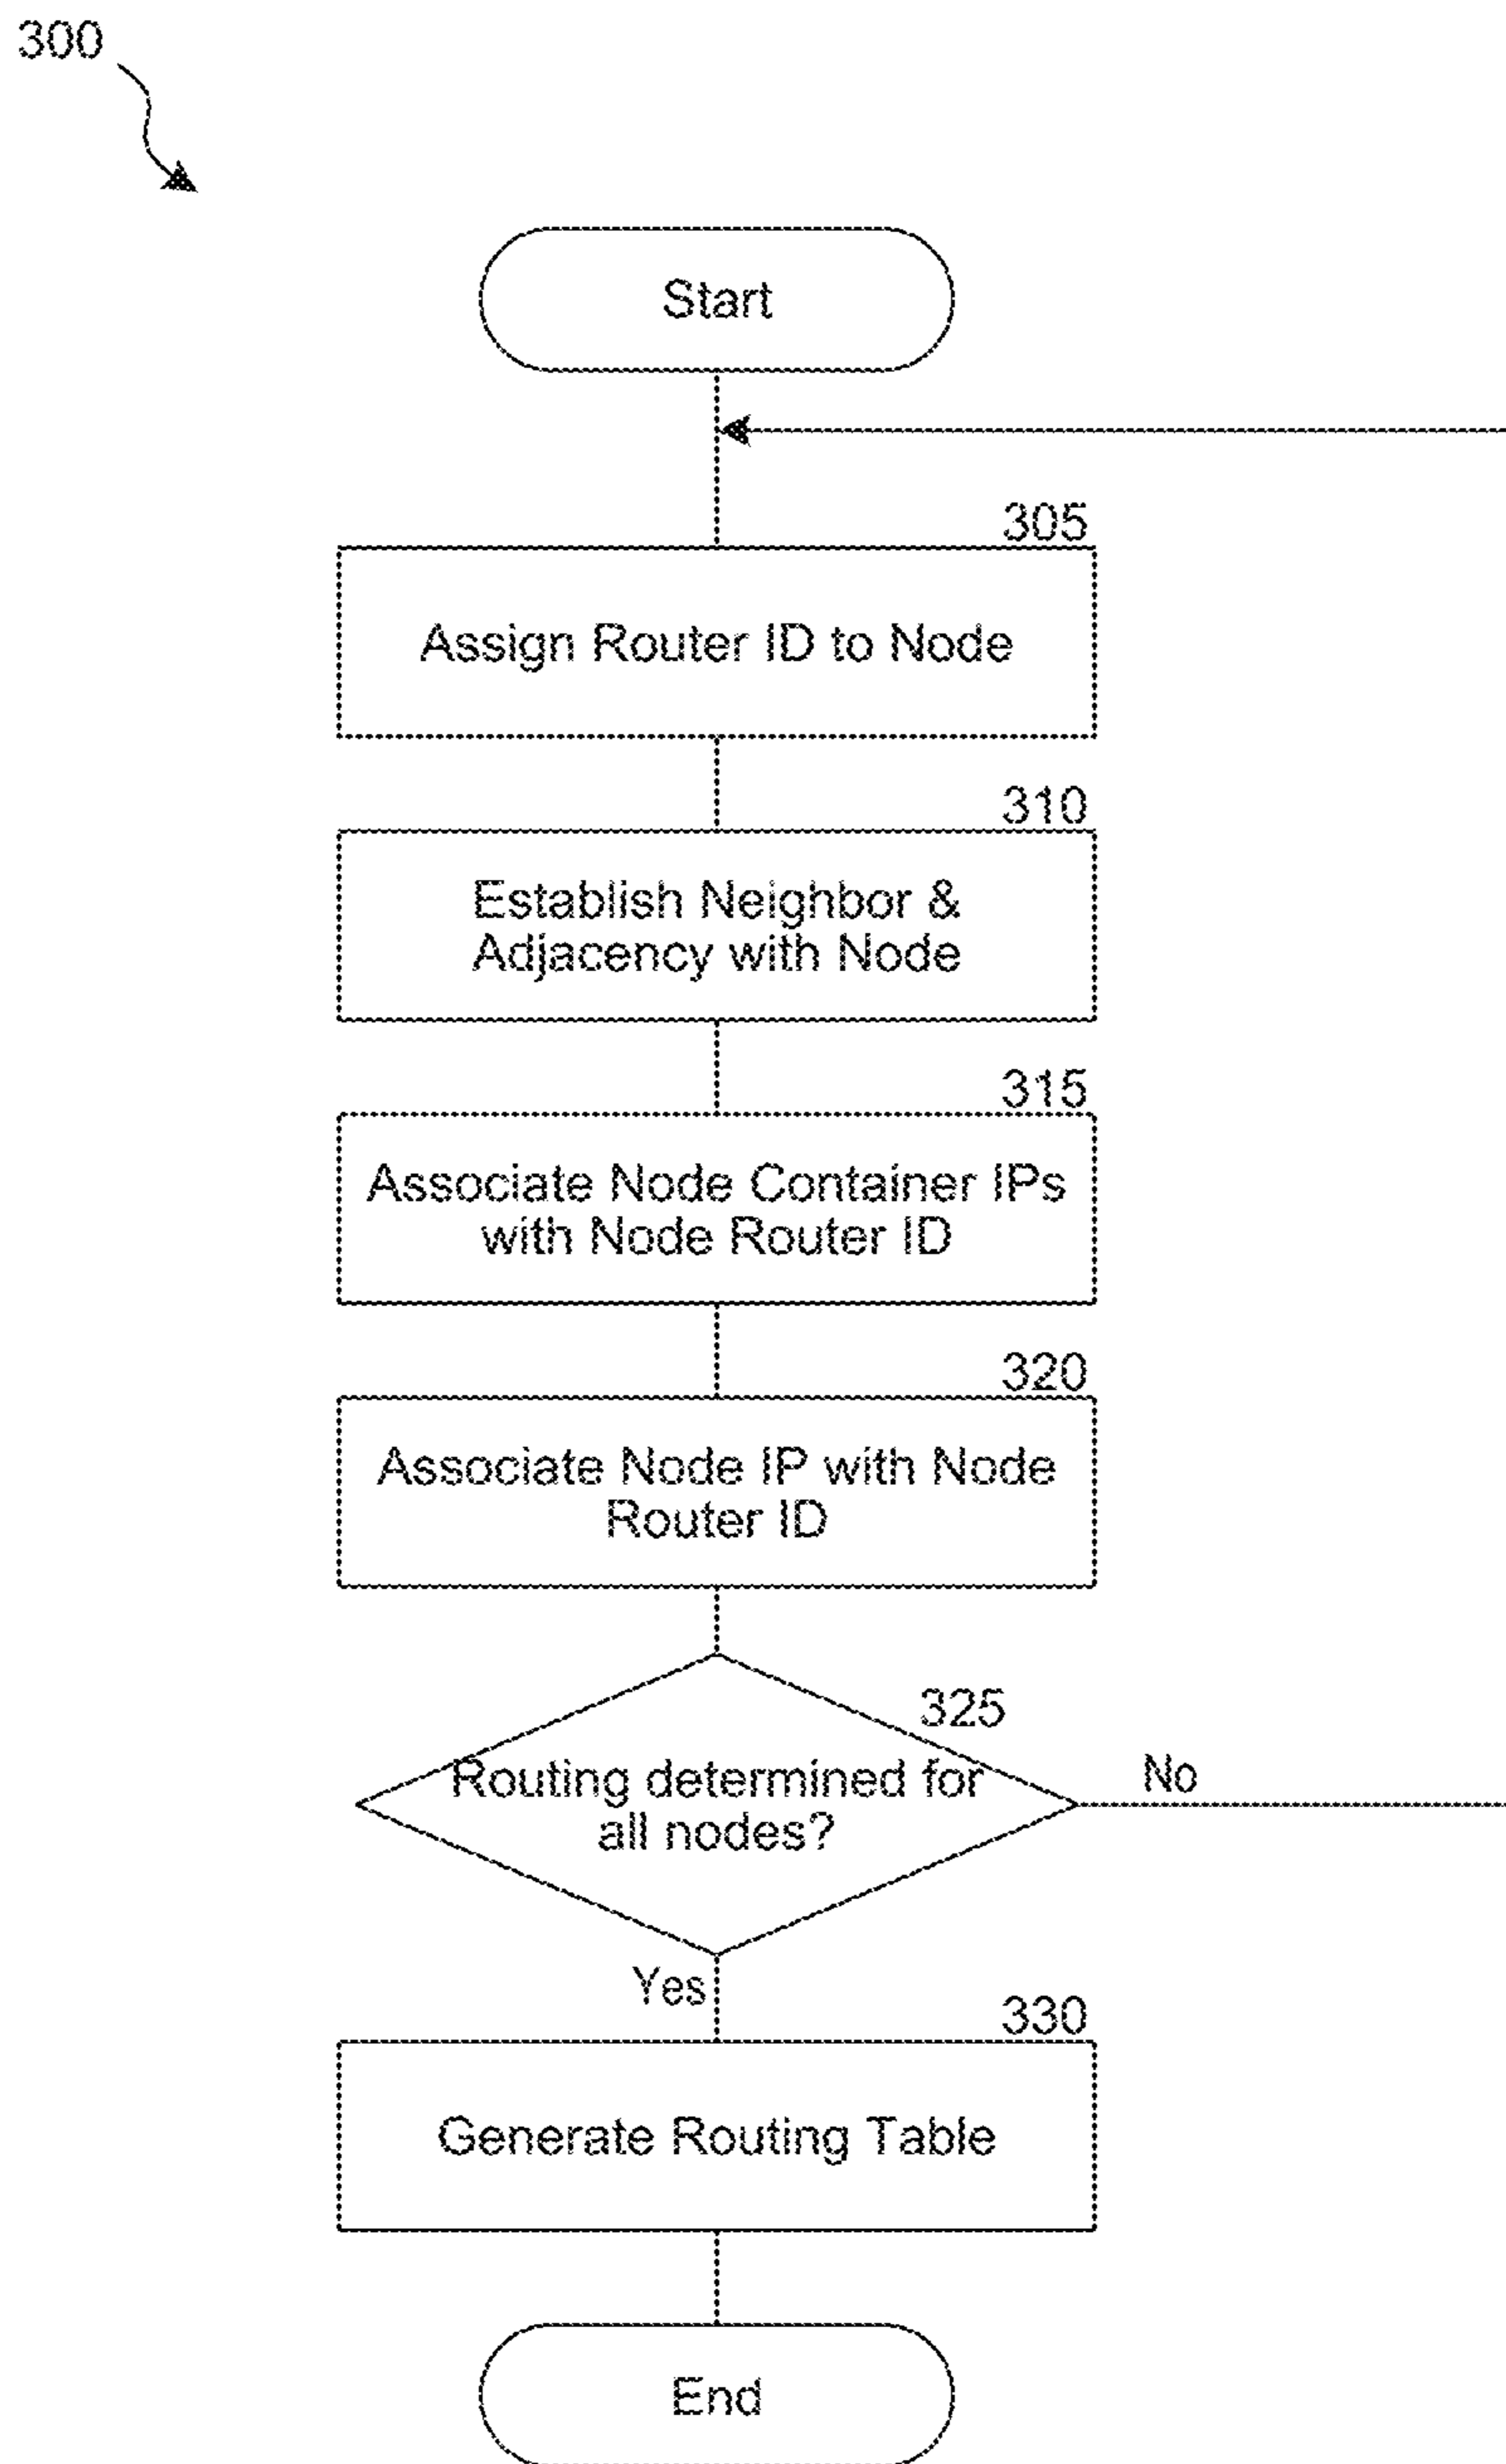 300
Start
305
Assign Router ID to Node
310
Establish Neighbor &
Adjacency with Node
315
Associate Node Container IPs
with Node Router ID
320
Associate Node IP with Node
Router ID
325
Routing determined for
all nodes?
No
Yes
330
Generate Routing Table
End